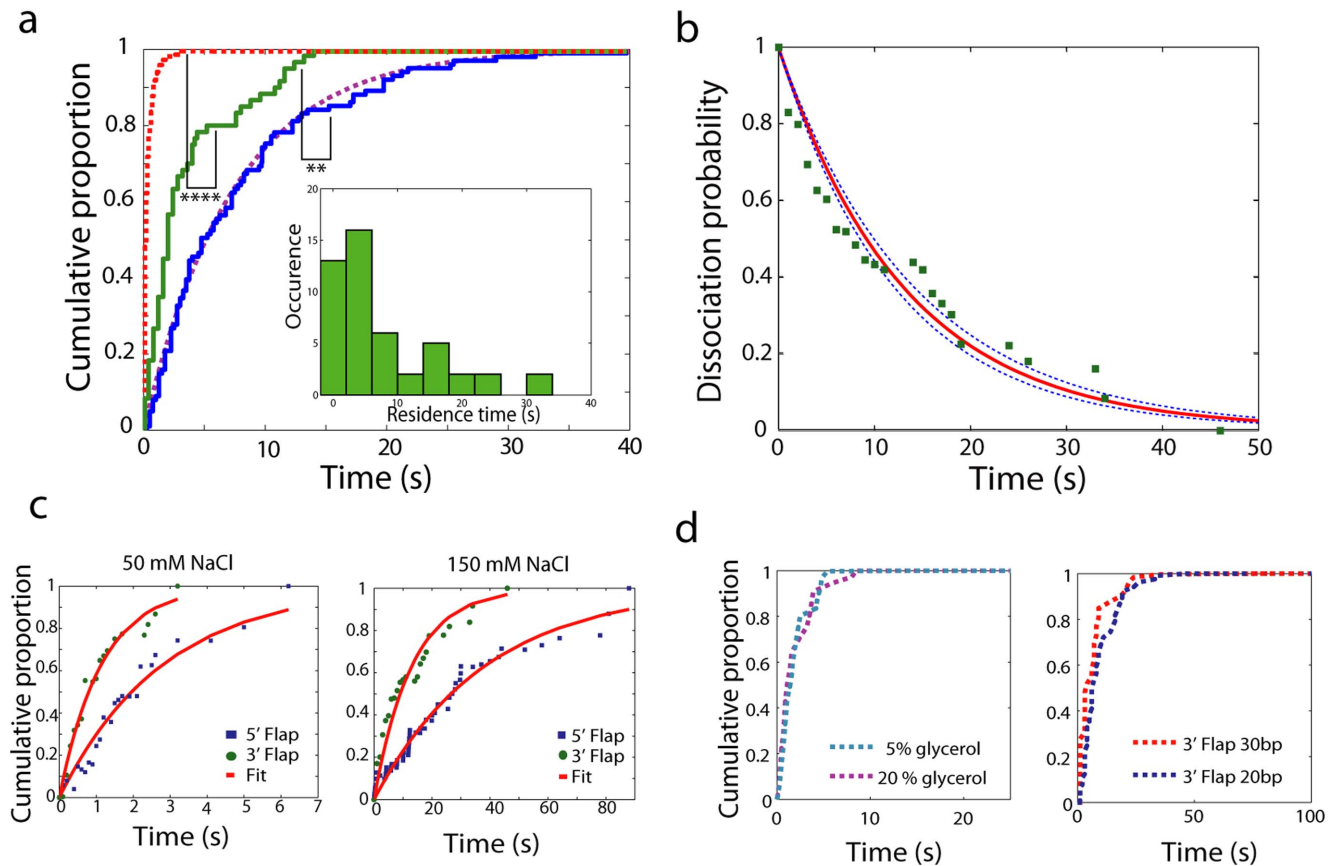 a
Cumulative proportion
1
0.8
0.6
0.4
0.2
0
0 10 20 30 40
Time (s)
****
**
Occurence
20
15
10
5
0
0 10 20 30 40
Residence time (s)
b
Dissociation probability
1
0.8
0.6
0.4
0.2
0
0 10 20 30 40 50
Time (s)
c
50 mM NaCl
Cumulative proportion
1
0.8
0.6
0.4
0.2
0
0 1 2 3 4 5 6 7
Time (s)
5' Flap
3' Flap
Fit
150 mM NaCl
1
0.8
0.6
0.4
0.2
0
0 20 40 60 80
Time (s)
5' Flap
3' Flap
Fit
d
Cumulative proportion
1
0.8
0.6
0.4
0.2
0
0 20
Time (s)
5% glycerol
20 % glycerol
1
0.8
0.6
0.4
0.2
0
0 50 100
Time (s)
3' Flap 30bp
3' Flap 20bp